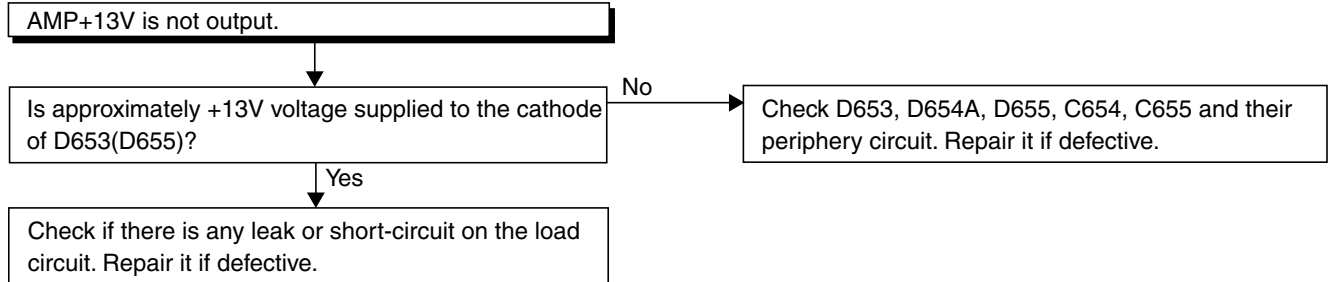 AMP+13V is not output.
Is approximately +13V voltage supplied to the cathode
of D653(D655)?
No
Check D653, D654A, D655, C654, C655 and their
periphery circuit. Repair it if defective.
Yes
Check if there is any leak or short-circuit on the load
circuit. Repair it if defective.